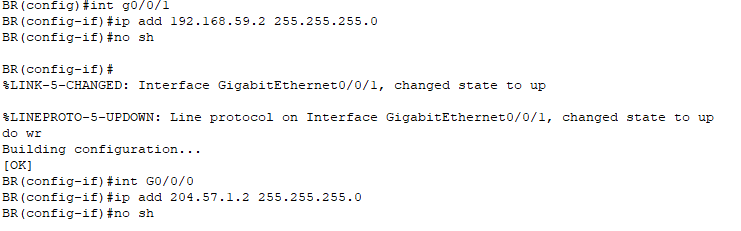 BR(config)#int g0/0/1
BR(config-if)#ip add 192.168.59.2 255.255.255.0
BR(config-if)#no sh
BR(config-if)#
%LINK-5-CHANGED: Interface GigabitEthernet0/0/1, changed state to up
%LINEPROTO-5-UPDOWN: Line protocol on Interface GigabitEthernet0/0/1, changed state to up
do wr
Building configuration...
[OK]
BR(config-if)#int G0/0/0
BR(config-if)#ip add 204.57.1.2 255.255.255.0
BR(config-if)#no sh